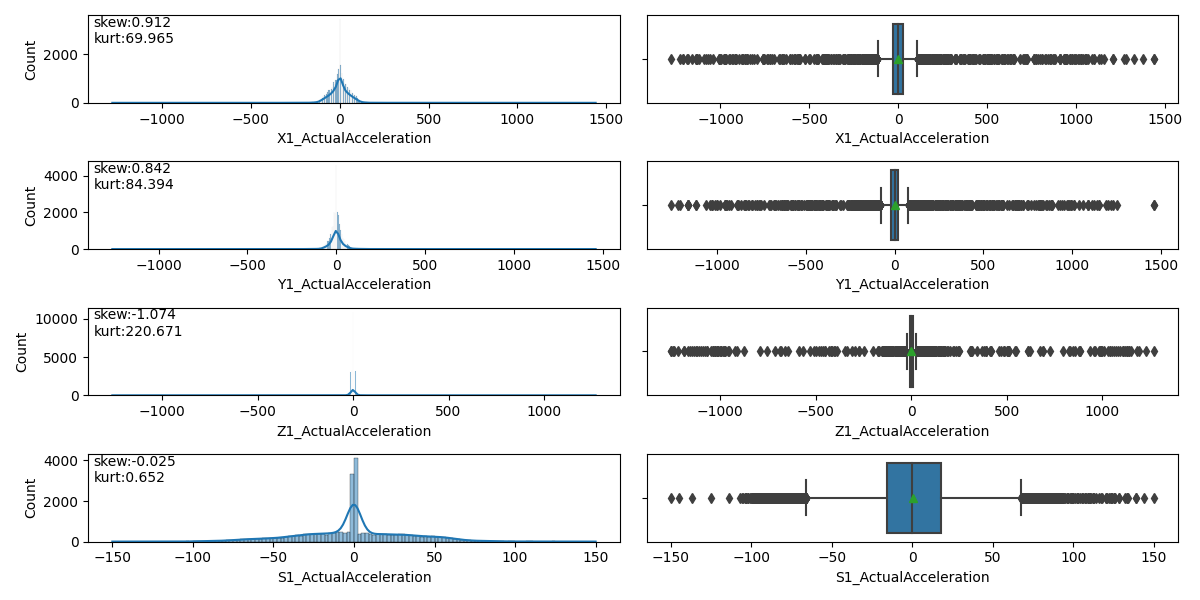 skew:0.912
kurt:69.965
Count
2000
0
−1000 −500 0 500 1000 1500
X1_ActualAcceleration
−1000 −500 0 500 1000 1500
X1_ActualAcceleration
skew:0.842
kurt:84.394
Count
4000
2000
0
−1000 −500 0 500 1000 1500
Y1_ActualAcceleration
−1000 −500 0 500 1000 1500
Y1_ActualAcceleration
skew:-1.074
kurt:220.671
Count
10000
5000
0
−1000 −500 0 500 1000
Z1_ActualAcceleration
−1000 −500 0 500 1000
Z1_ActualAcceleration
skew:-0.025
kurt:0.652
Count
4000
2000
0
−150 −100 −50 0 50 100 150
S1_ActualAcceleration
−150 −100 −50 0 50 100 150
S1_ActualAcceleration